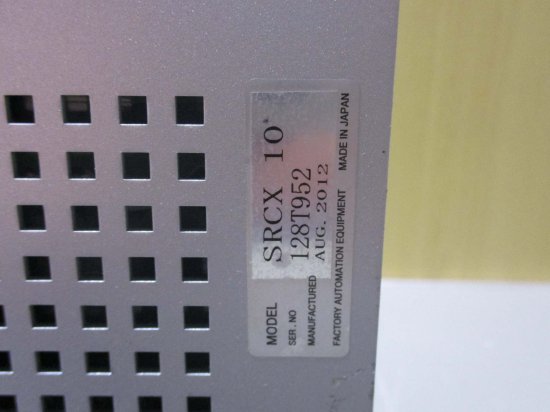 MODEL SRCX 10
SER. NO 128T952
MANUFACTURED AUG. 2012
FACTORY AUTOMATION EQUIPMENT MADE IN JAPAN